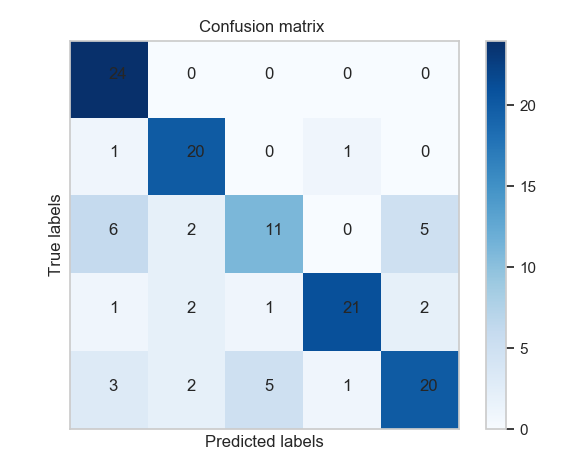 Confusion matrix
24 0 0 0 0
1 20 0 1 0
6 2 11 0 5
1 2 1 21 2
3 2 5 1 20
True labels
Predicted labels
20
15
10
5
0